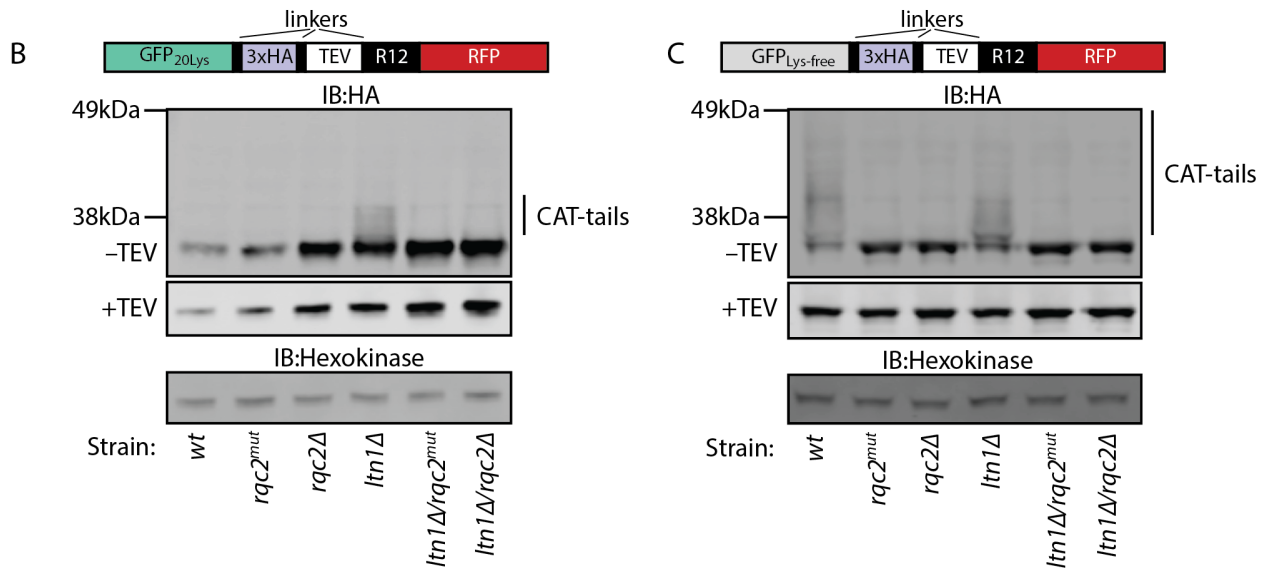 B
linkers
GFP20Lys 3xHA TEV R12 RFP
IB:HA
49kDa
38kDa
CAT-tails
–TEV
+TEV
IB:Hexokinase
Strain: wt rqc2mut rqc2Δ ltn1Δ ltn1Δ/rqc2mut ltn1Δ/rqc2Δ
C
linkers
GFPLys-free 3xHA TEV R12 RFP
IB:HA
49kDa
CAT-tails
38kDa
–TEV
+TEV
IB:Hexokinase
Strain: wt rqc2mut rqc2Δ ltn1Δ ltn1Δ/rqc2mut ltn1Δ/rqc2Δ